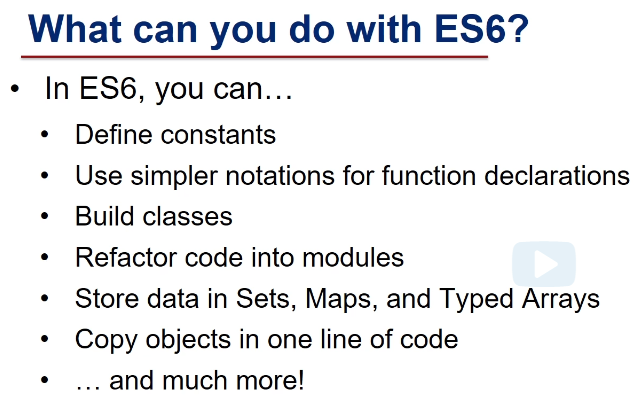 What can you do with ES6?
• In ES6, you can…
• Define constants
• Use simpler notations for function declarations
• Build classes
• Refactor code into modules
• Store data in Sets, Maps, and Typed Arrays
• Copy objects in one line of code
• … and much more!